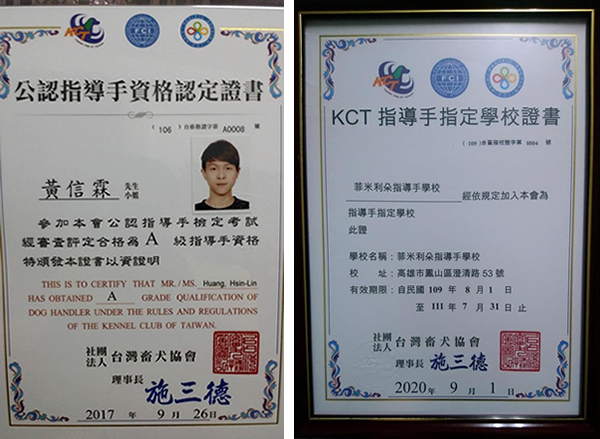 KCT
FCI
公認指導手資格認定證書
（ 106 ）台畜指證字第 A0008 號
黃信霖 先生
小姐
參加本會公認指導手檢定考試
經審查評定合格為 A 級指導手資格
特頒發本證書以資證明
THIS IS TO CERTIFY THAT MR./MS. Huang, Hsin-Lin
HAS OBTAINED A GRADE QUALIFICATION OF
DOG HANDLER UNDER THE RULES AND REGULATIONS
OF THE KENNEL CLUB OF TAIWAN.
社團
法人 台灣畜犬協會
理事長 施三德
2017 年 9 月 26 日
KCT
FCI
KCT 指導手指定學校證書
（ 109 ）台畜指校證字第 0004 號
菲米利朵指導手學校 經依規定加入本會為
指導手指定學校
此證
學校名稱：菲米利朵指導手學校
校 址：高雄市鳳山區澄清路 53 號
有效期限：自民國 109 年 8 月 1 日
至 111 年 7 月 31 日 止
社團
法人 台灣畜犬協會
理事長 施三德
2020 年 9 月 1 日